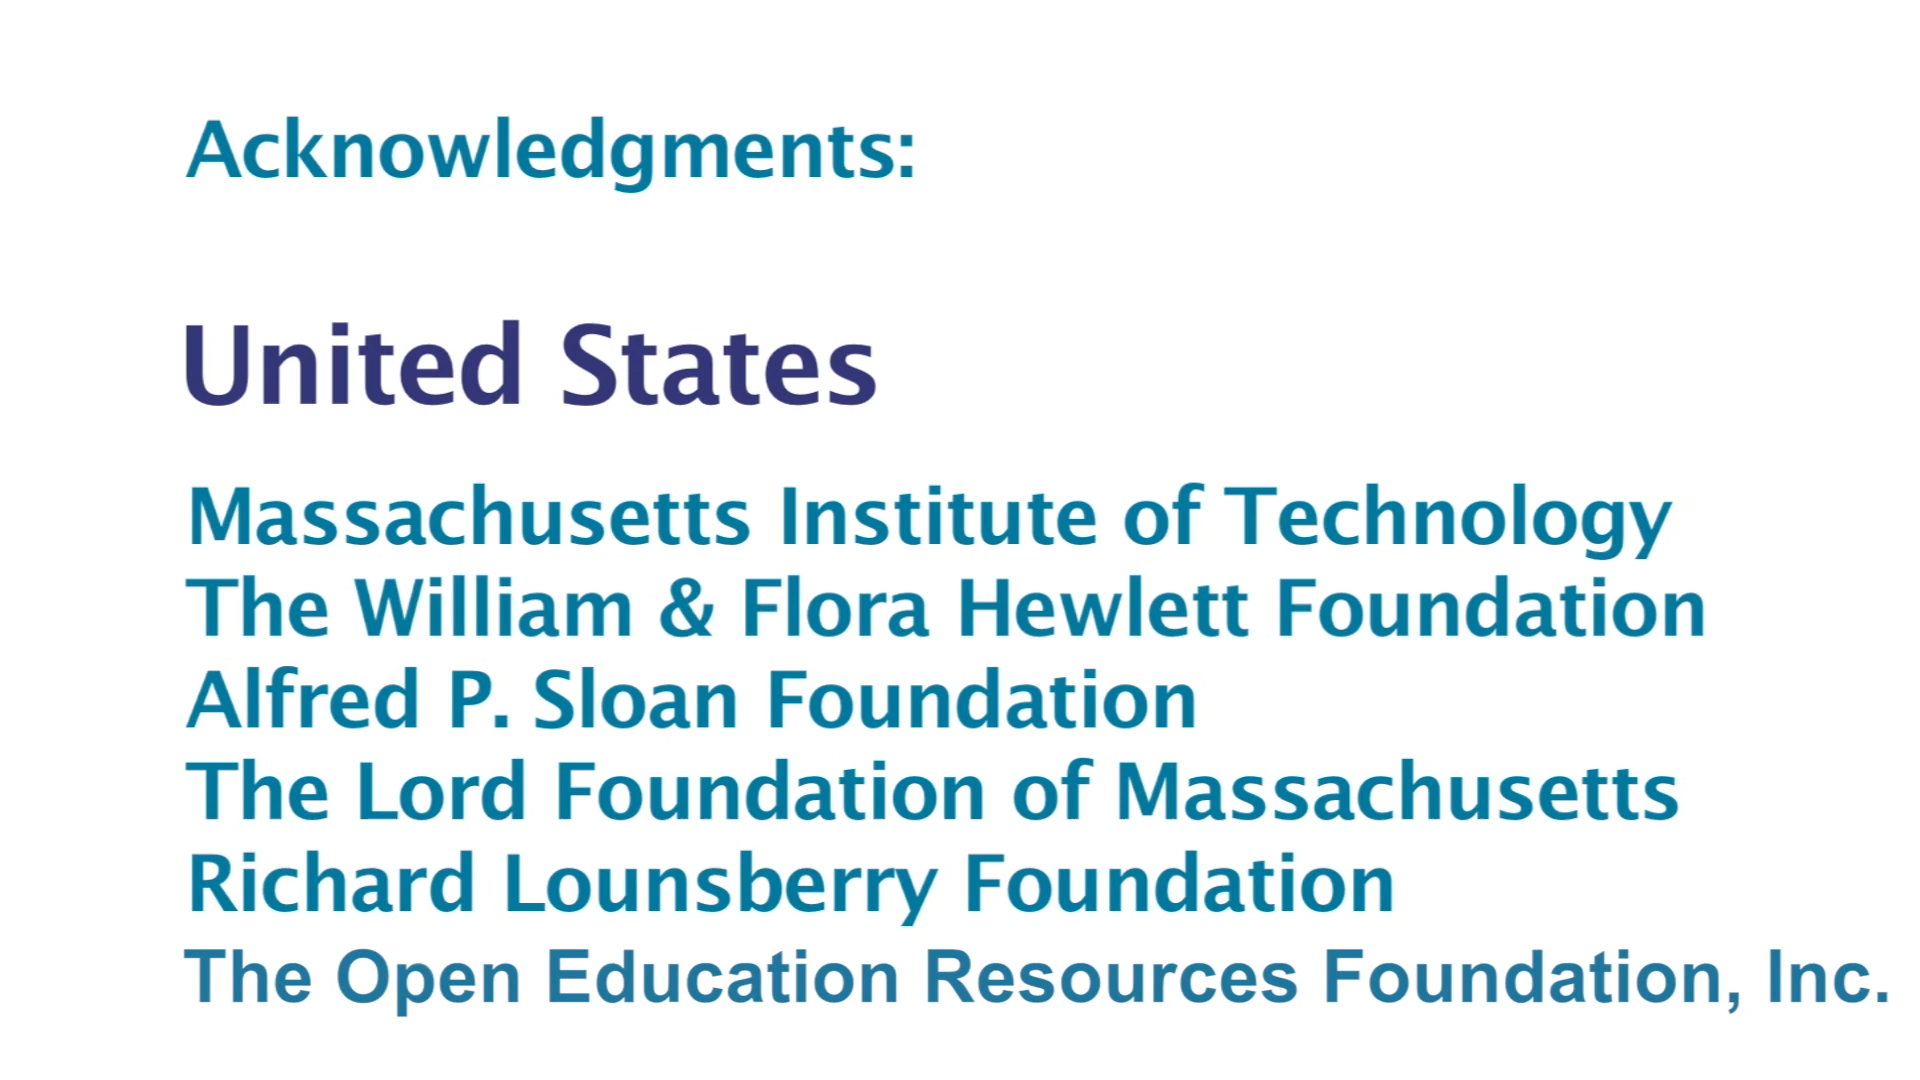 Acknowledgments:
United States
Massachusetts Institute of Technology
The William & Flora Hewlett Foundation
Alfred P. Sloan Foundation
The Lord Foundation of Massachusetts
Richard Lounsberry Foundation
The Open Education Resources Foundation, Inc.